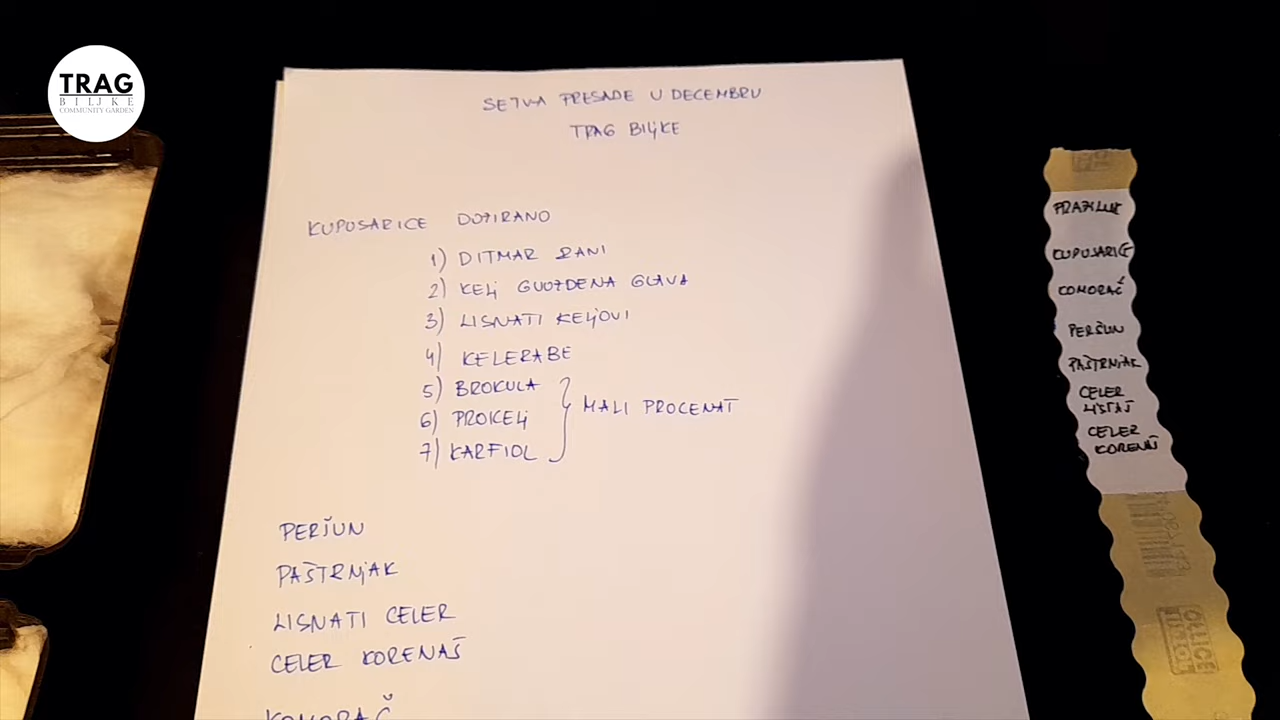 TRAG
BILJKE
COMMUNITY GARDEN
SETVA PRESADE U DECEMBRU
TRAG BILJKE
KUPUSARICE DOZIRANO
1) DITMAR RANI
2) KELJ GVOZDENA GLAVA
3) LISNATI KELJOVI
4) KELERABE
5) BROKULA
6) PROKELJ
7) KARFIOL
MALI PROCENAT
PERŠUN
PAŠTRNJAK
LISNATI CELER
CELER KORENAŠ
KOMORAČ
PRAZILUK
KUPUSARICE
KOMORAČ
PERŠUN
PAŠTRNJAK
CELER
LISTAŠ
CELER
KORENAŠ